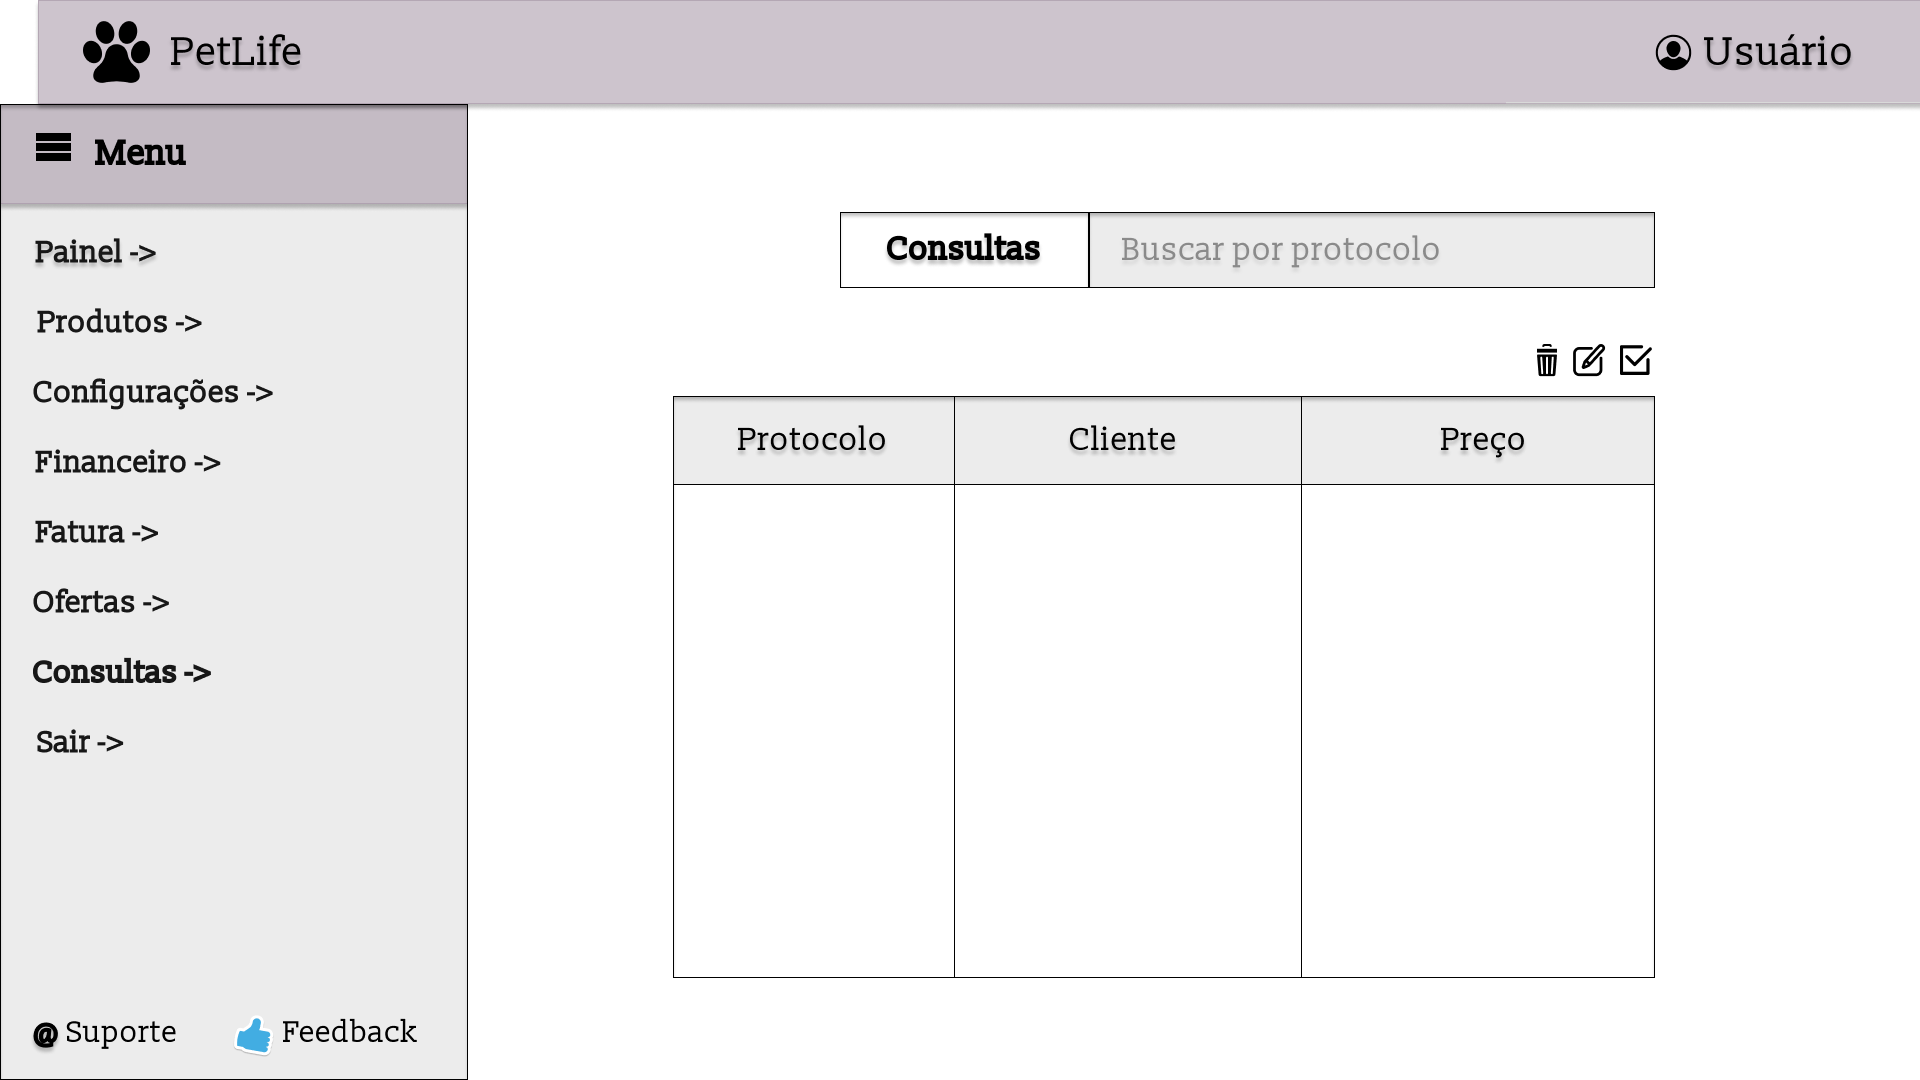 PetLife
Usuário
Menu
Painel ->
Produtos ->
Configurações ->
Financeiro ->
Fatura ->
Ofertas ->
Consultas ->
Sair ->
@ Suporte
Feedback
Consultas
Buscar por protocolo
Protocolo
Cliente
Preço